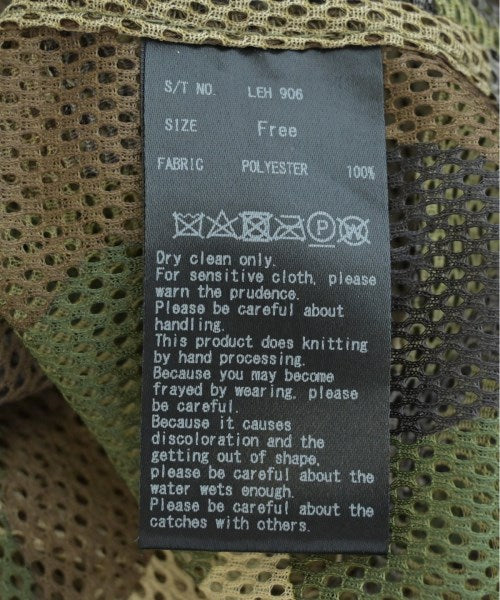 S/T NO. LEH 906
SIZE Free
FABRIC POLYESTER 100%
P W
Dry clean only.
For sensitive cloth, please
warn the prudence.
Please be careful about
handling.
This product does knitting
by hand processing.
Because you may become
frayed by wearing, please
be careful.
Because it causes
discoloration and the
getting out of shape,
please be careful about the
water wets enough.
Please be careful about the
catches with others.